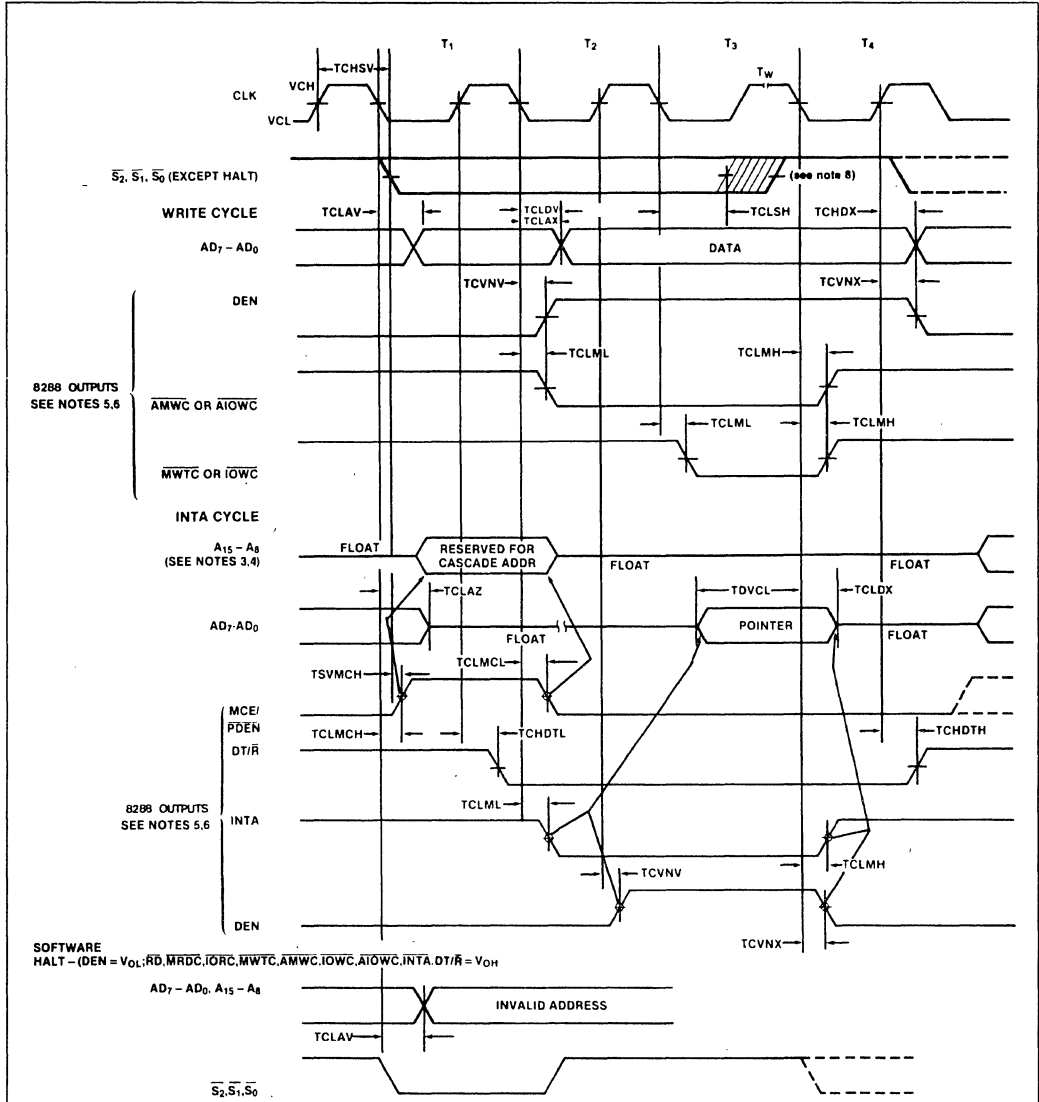 T1 T2 T3 T4
TCHSV
TW
VCH
CLK
VCL
S2, S1, S0 (EXCEPT HALT)
(see note 8)
TCLAV
TCLDV
TCLAX
TCLSH
TCHDX
WRITE CYCLE
AD7 – AD0
DATA
TCVNV
TCVNX
DEN
TCLML
TCLMH
8288 OUTPUTS
SEE NOTES 5,6
AMWC OR AIOWC
TCLML
TCLMH
MWTC OR IOWC
INTA CYCLE
A15 – A8
(SEE NOTES 3,4)
FLOAT
RESERVED FOR
CASCADE ADDR
FLOAT
FLOAT
TCLAZ
TDVCL
TCLDX
AD7-AD0
FLOAT
POINTER
FLOAT
TSVMCH
TCLMCL
MCE/
PDEN
TCLMCH
TCHDTL
TCHDTH
DT/R
8288 OUTPUTS
SEE NOTES 5,6
TCLML
INTA
TCLMH
TCVNV
DEN
TCVNX
SOFTWARE
HALT – (DEN = VOL;RD,MRDC,IORC,MWTC,AMWC,IOWC,AIOWC,INTA.DT/R = VOH
AD7 – AD0, A15 – A8
INVALID ADDRESS
TCLAV
S2,S1,S0